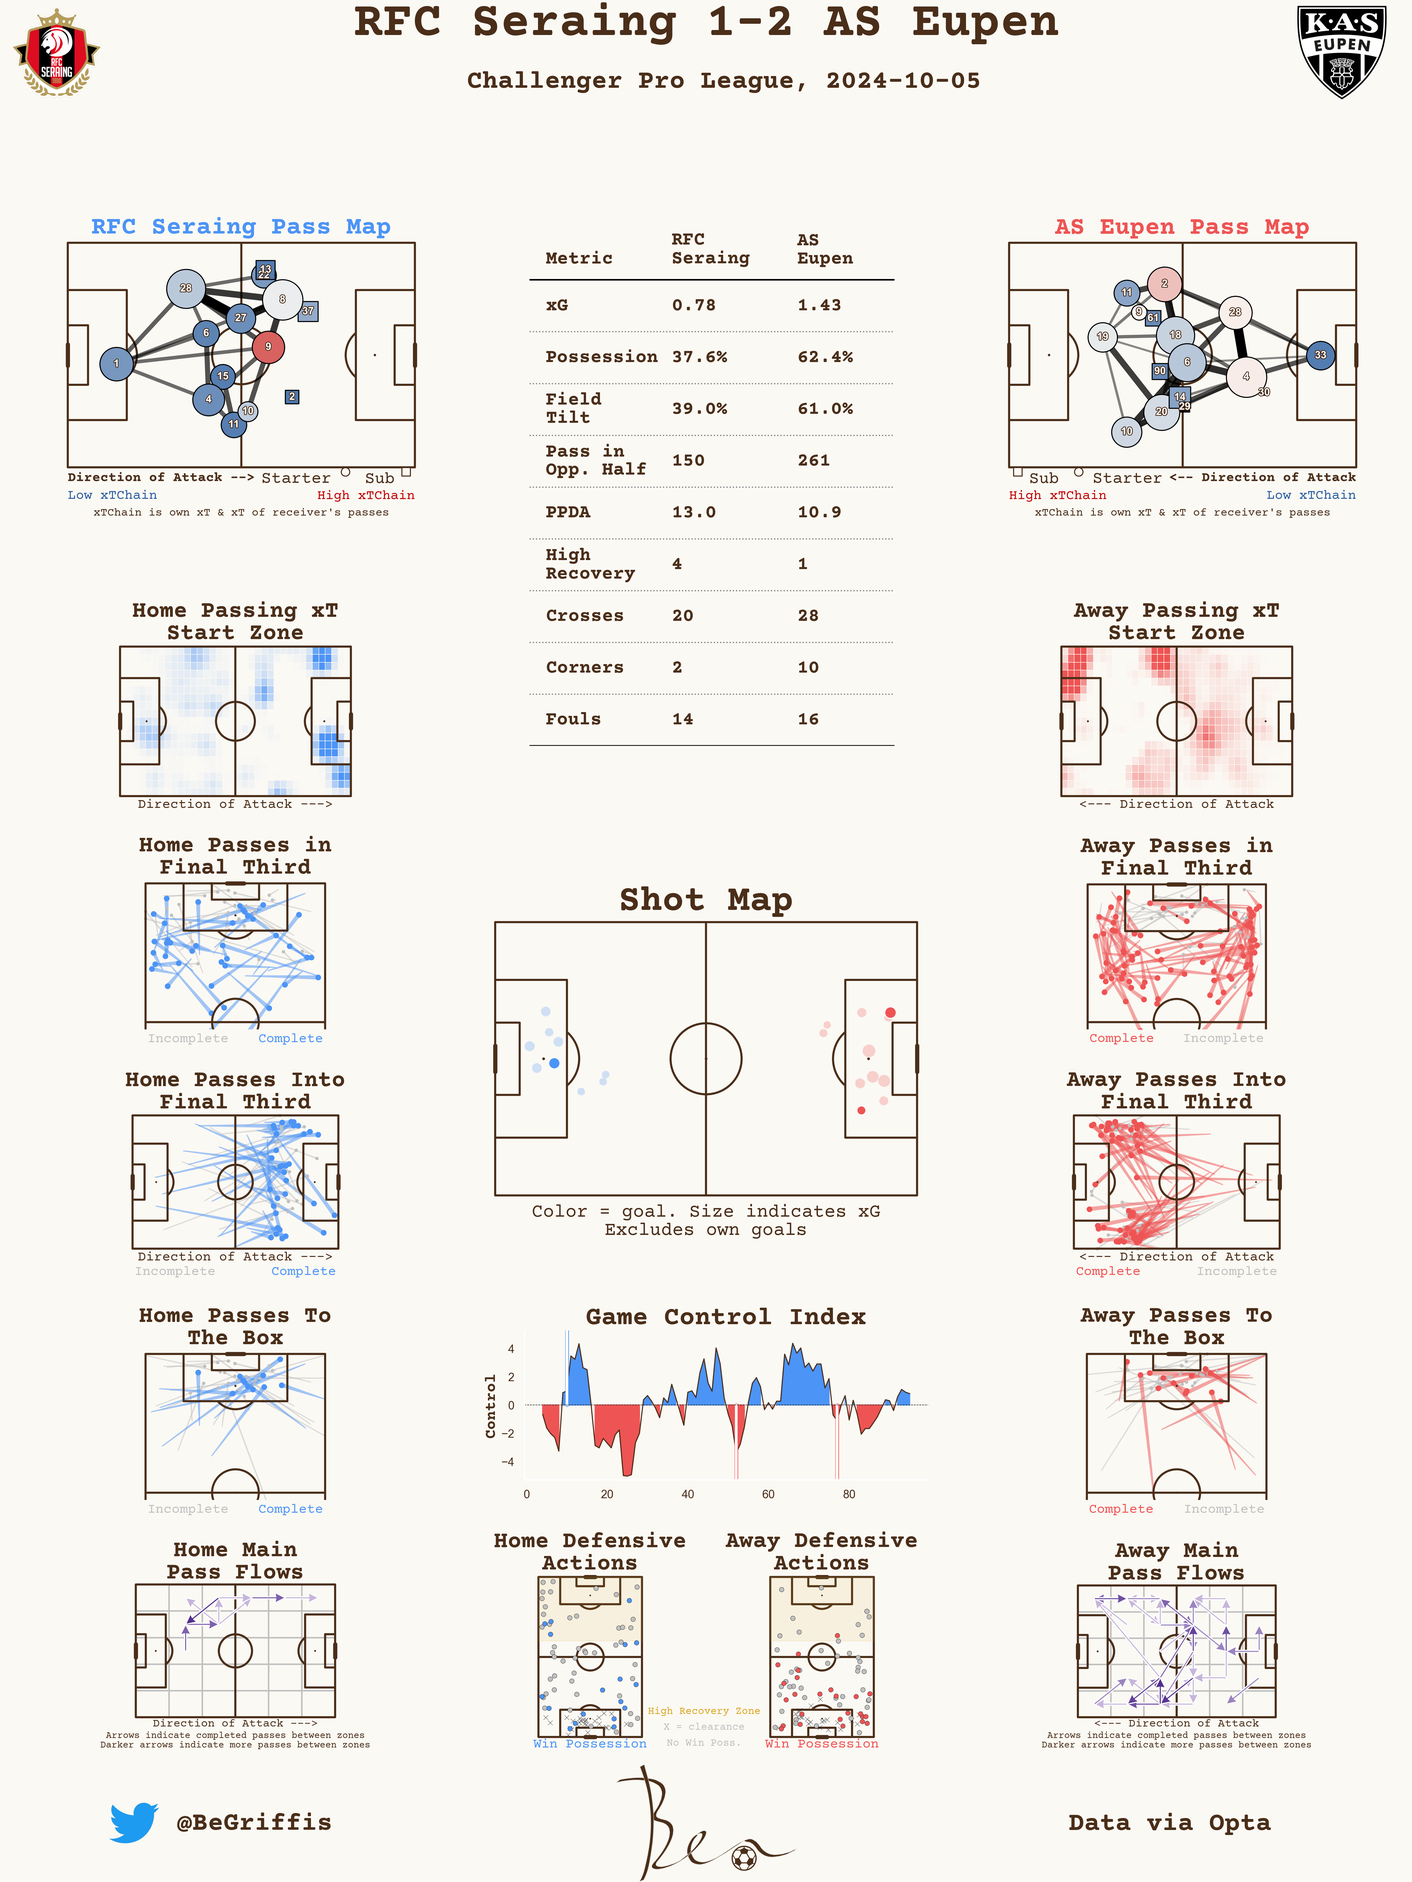 RFC Seraing 1-2 AS Eupen
Challenger Pro League, 2024-10-05
RFC
SERAING
K·A·S
EUPEN
RFC Seraing Pass Map
28
13
22
8
37
27
6
9
1
15
4
10
11
2
Direction of Attack --> Starter Sub
Low xTChain High xTChain
xTChain is own xT & xT of receiver's passes
Metric RFC Seraing AS Eupen
xG 0.78 1.43
Possession 37.6% 62.4%
Field Tilt 39.0% 61.0%
Pass in Opp. Half 150 261
PPDA 13.0 10.9
High Recovery 4 1
Crosses 20 28
Corners 2 10
Fouls 14 16
AS Eupen Pass Map
2
11
9
61
28
19
18
6
33
90
4
30
14
29
20
10
Sub Starter <-- Direction of Attack
High xTChain Low xTChain
xTChain is own xT & xT of receiver's passes
Home Passing xT
Start Zone
Direction of Attack --->
Away Passing xT
Start Zone
<--- Direction of Attack
Home Passes in
Final Third
Incomplete Complete
Away Passes in
Final Third
Complete Incomplete
Shot Map
Color = goal. Size indicates xG
Excludes own goals
Home Passes Into
Final Third
Direction of Attack --->
Incomplete Complete
Away Passes Into
Final Third
<--- Direction of Attack
Complete Incomplete
Game Control Index
Control
4
2
0
−2
−4
0 20 40 60 80
Home Passes To
The Box
Incomplete Complete
Away Passes To
The Box
Complete Incomplete
Home Main
Pass Flows
Direction of Attack --->
Arrows indicate completed passes between zones
Darker arrows indicate more passes between zones
Home Defensive
Actions
Win Possession
High Recovery Zone
X = clearance
No Win Poss.
Away Defensive
Actions
Win Possession
Away Main
Pass Flows
<--- Direction of Attack
Arrows indicate completed passes between zones
Darker arrows indicate more passes between zones
@BeGriffis
Ben
Data via Opta